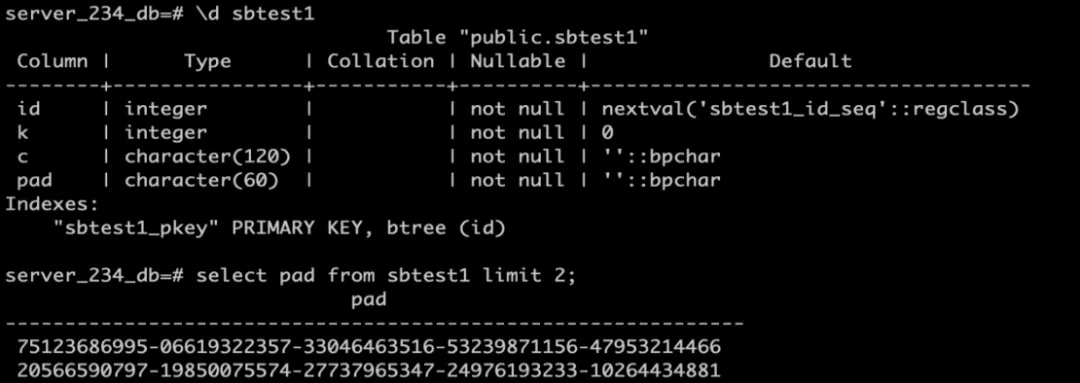 server_234_db=# \d sbtest1
Table "public.sbtest1"
Column | Type | Collation | Nullable | Default
--------+----------------+-----------+----------+-------------------------------------
id | integer | | not null | nextval('sbtest1_id_seq'::regclass)
k | integer | | not null | 0
c | character(120) | | not null | ''::bpchar
pad | character(60) | | not null | ''::bpchar
Indexes:
"sbtest1_pkey" PRIMARY KEY, btree (id)
server_234_db=# select pad from sbtest1 limit 2;
pad
--------------------------------------------------------------
75123686995-06619322357-33046463516-53239871156-47953214466
20566590797-19850075574-27737965347-24976193233-10264434881